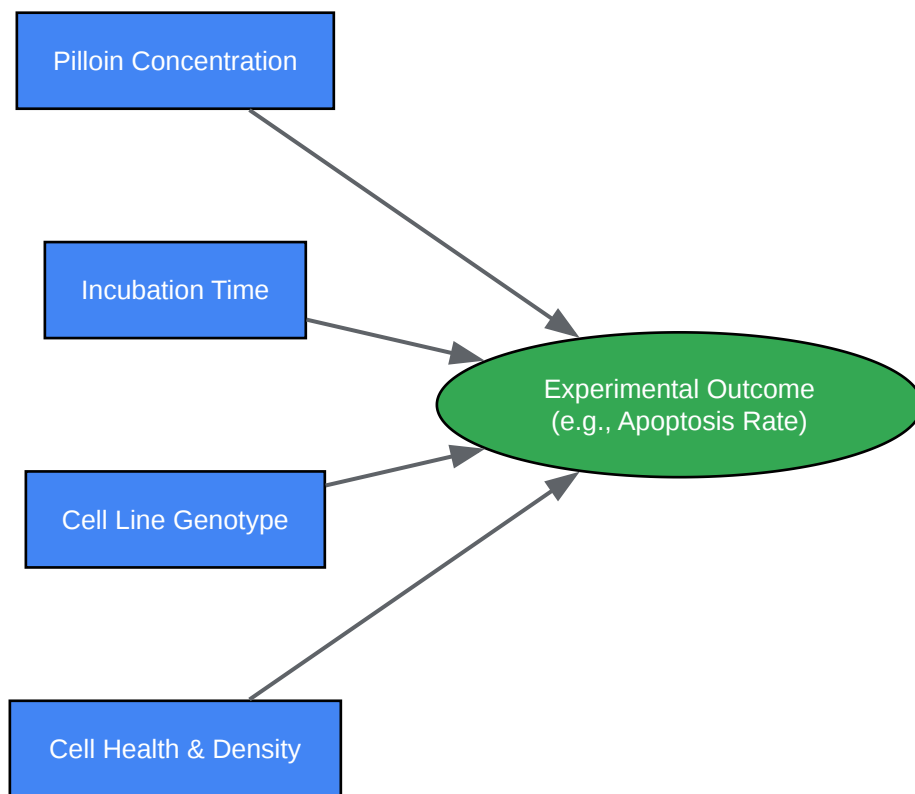 Pilloin Concentration
Incubation Time
Experimental Outcome
(e.g., Apoptosis Rate)
Cell Line Genotype
Cell Health & Density